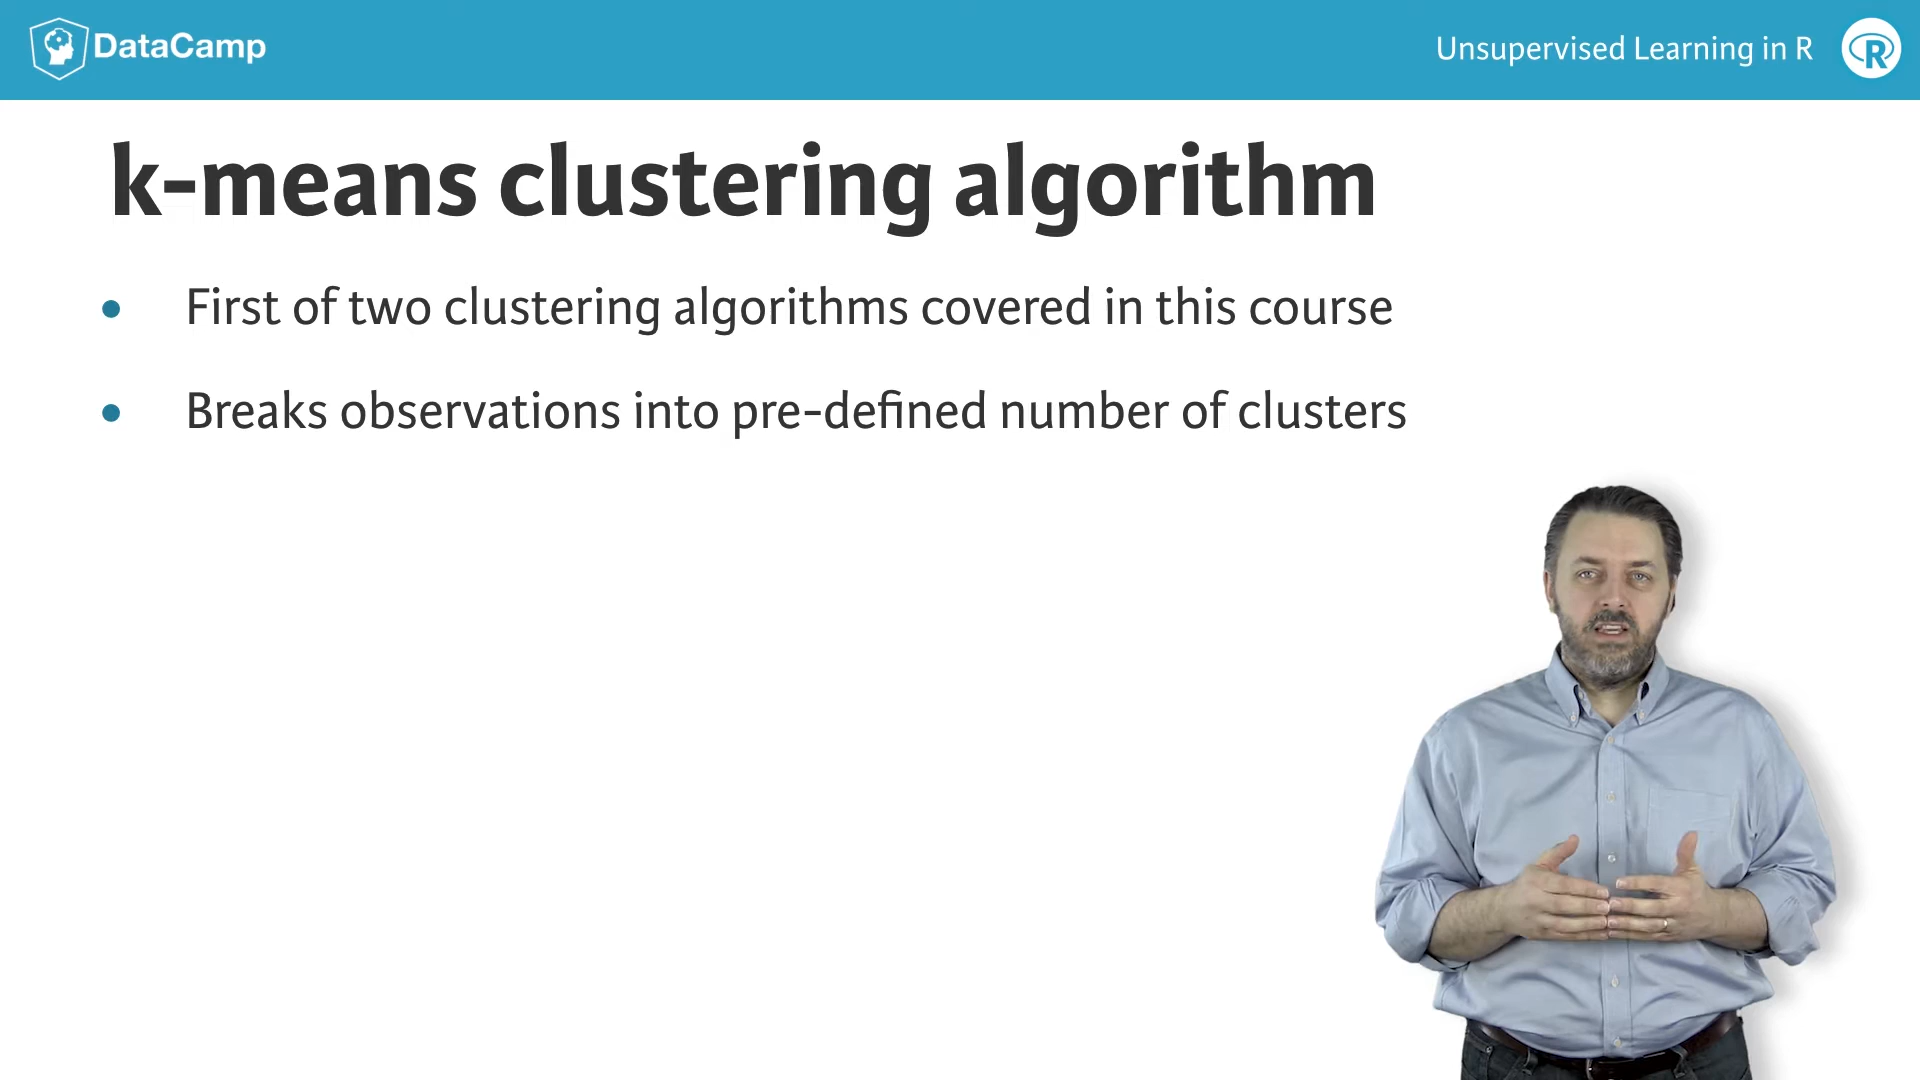 DataCamp
Unsupervised Learning in R
R
k-means clustering algorithm
• First of two clustering algorithms covered in this course
• Breaks observations into pre-defined number of clusters